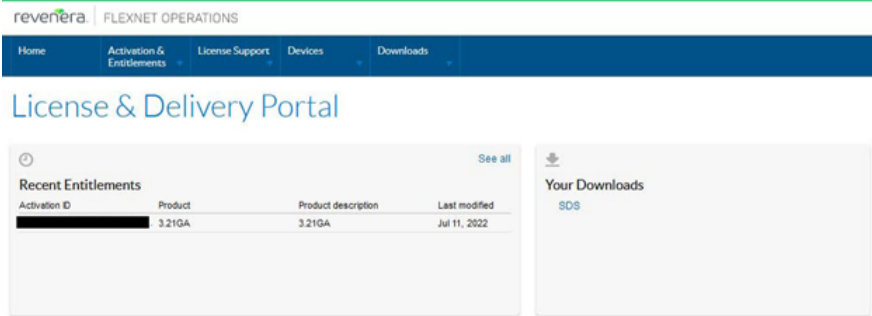 revenera. FLEXNET OPERATIONS
Home Activation & Entitlements License Support Devices Downloads
License & Delivery Portal
See all
Recent Entitlements
Activation ID Product Product description Last modified
3.21GA 3.21GA Jul 11, 2022
Your Downloads
SDS